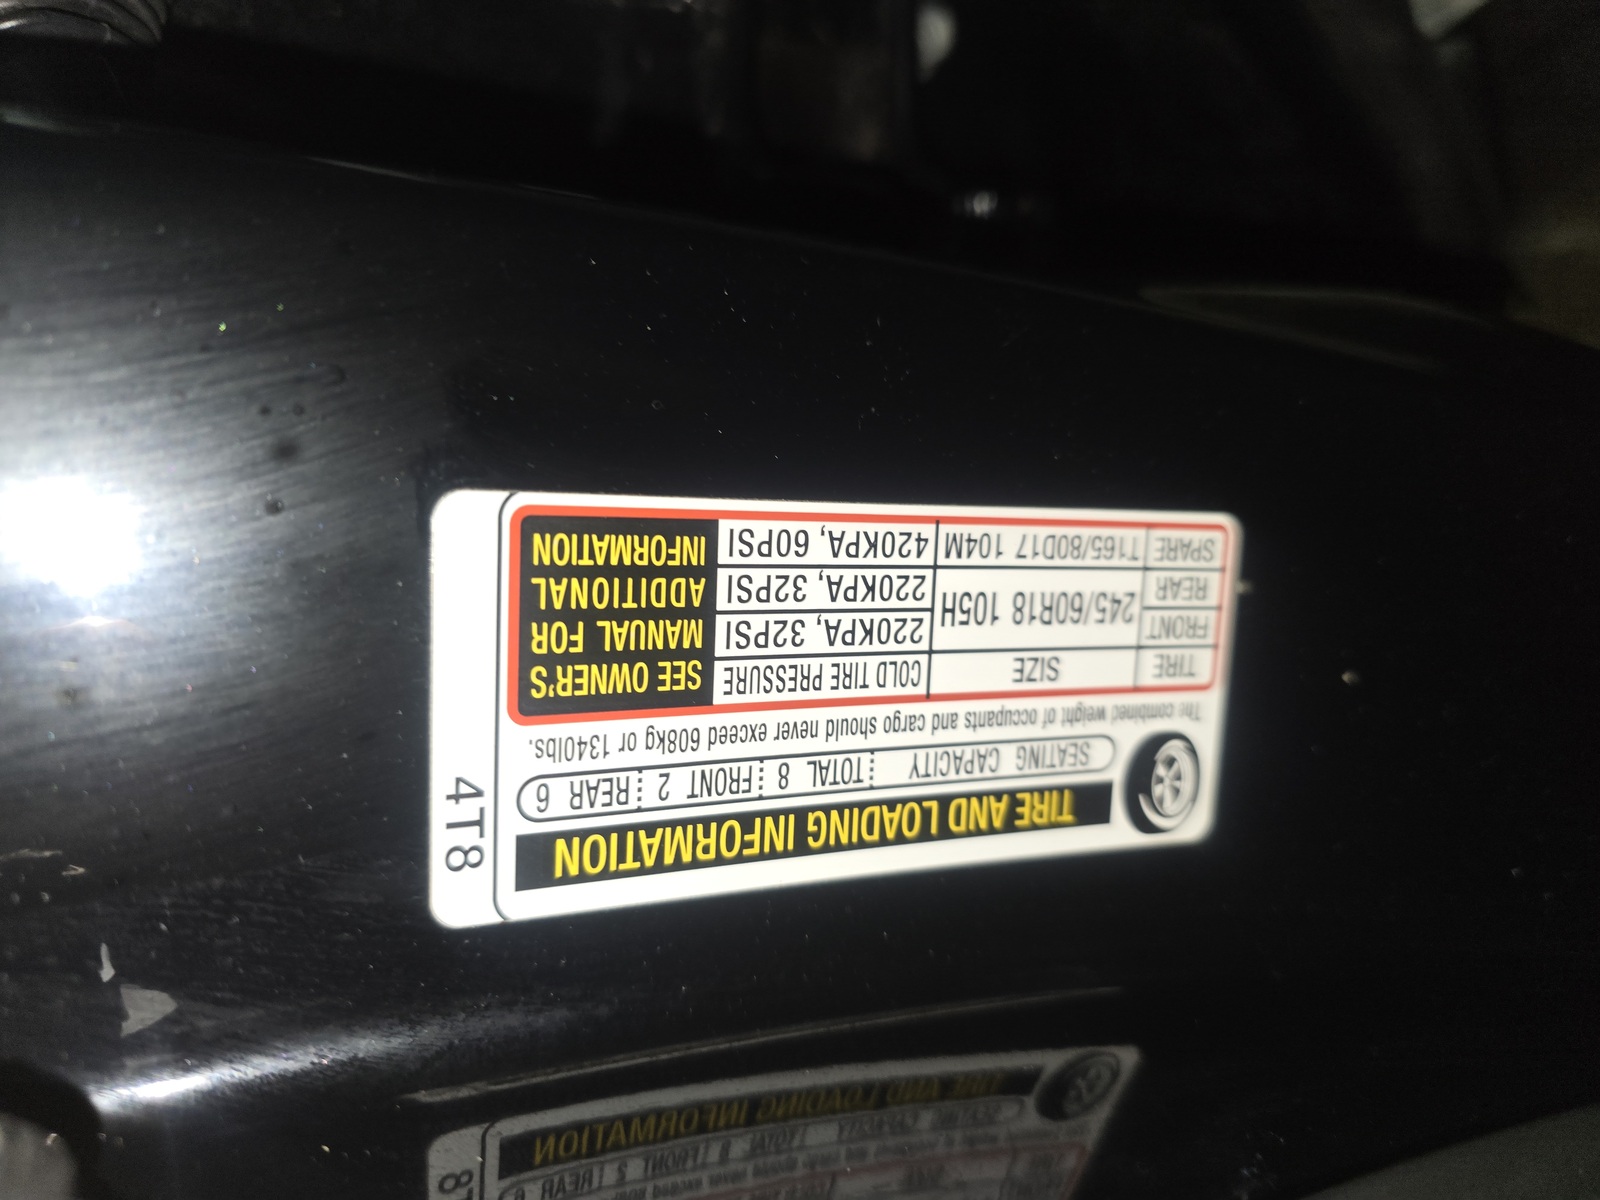 TIRE AND LOADING INFORMATION
SEATING CAPACITY TOTAL 8 FRONT 2 REAR 6
The combined weight of occupants and cargo should never exceed 608kg or 1340lbs.
TIRE SIZE COLD TIRE PRESSURE
FRONT 245/60R18 105H 220KPA, 32PSI
REAR 220KPA, 32PSI
SPARE T165/80D17 104M 420KPA, 60PSI
SEE OWNER'S
MANUAL FOR
ADDITIONAL
INFORMATION
4T8